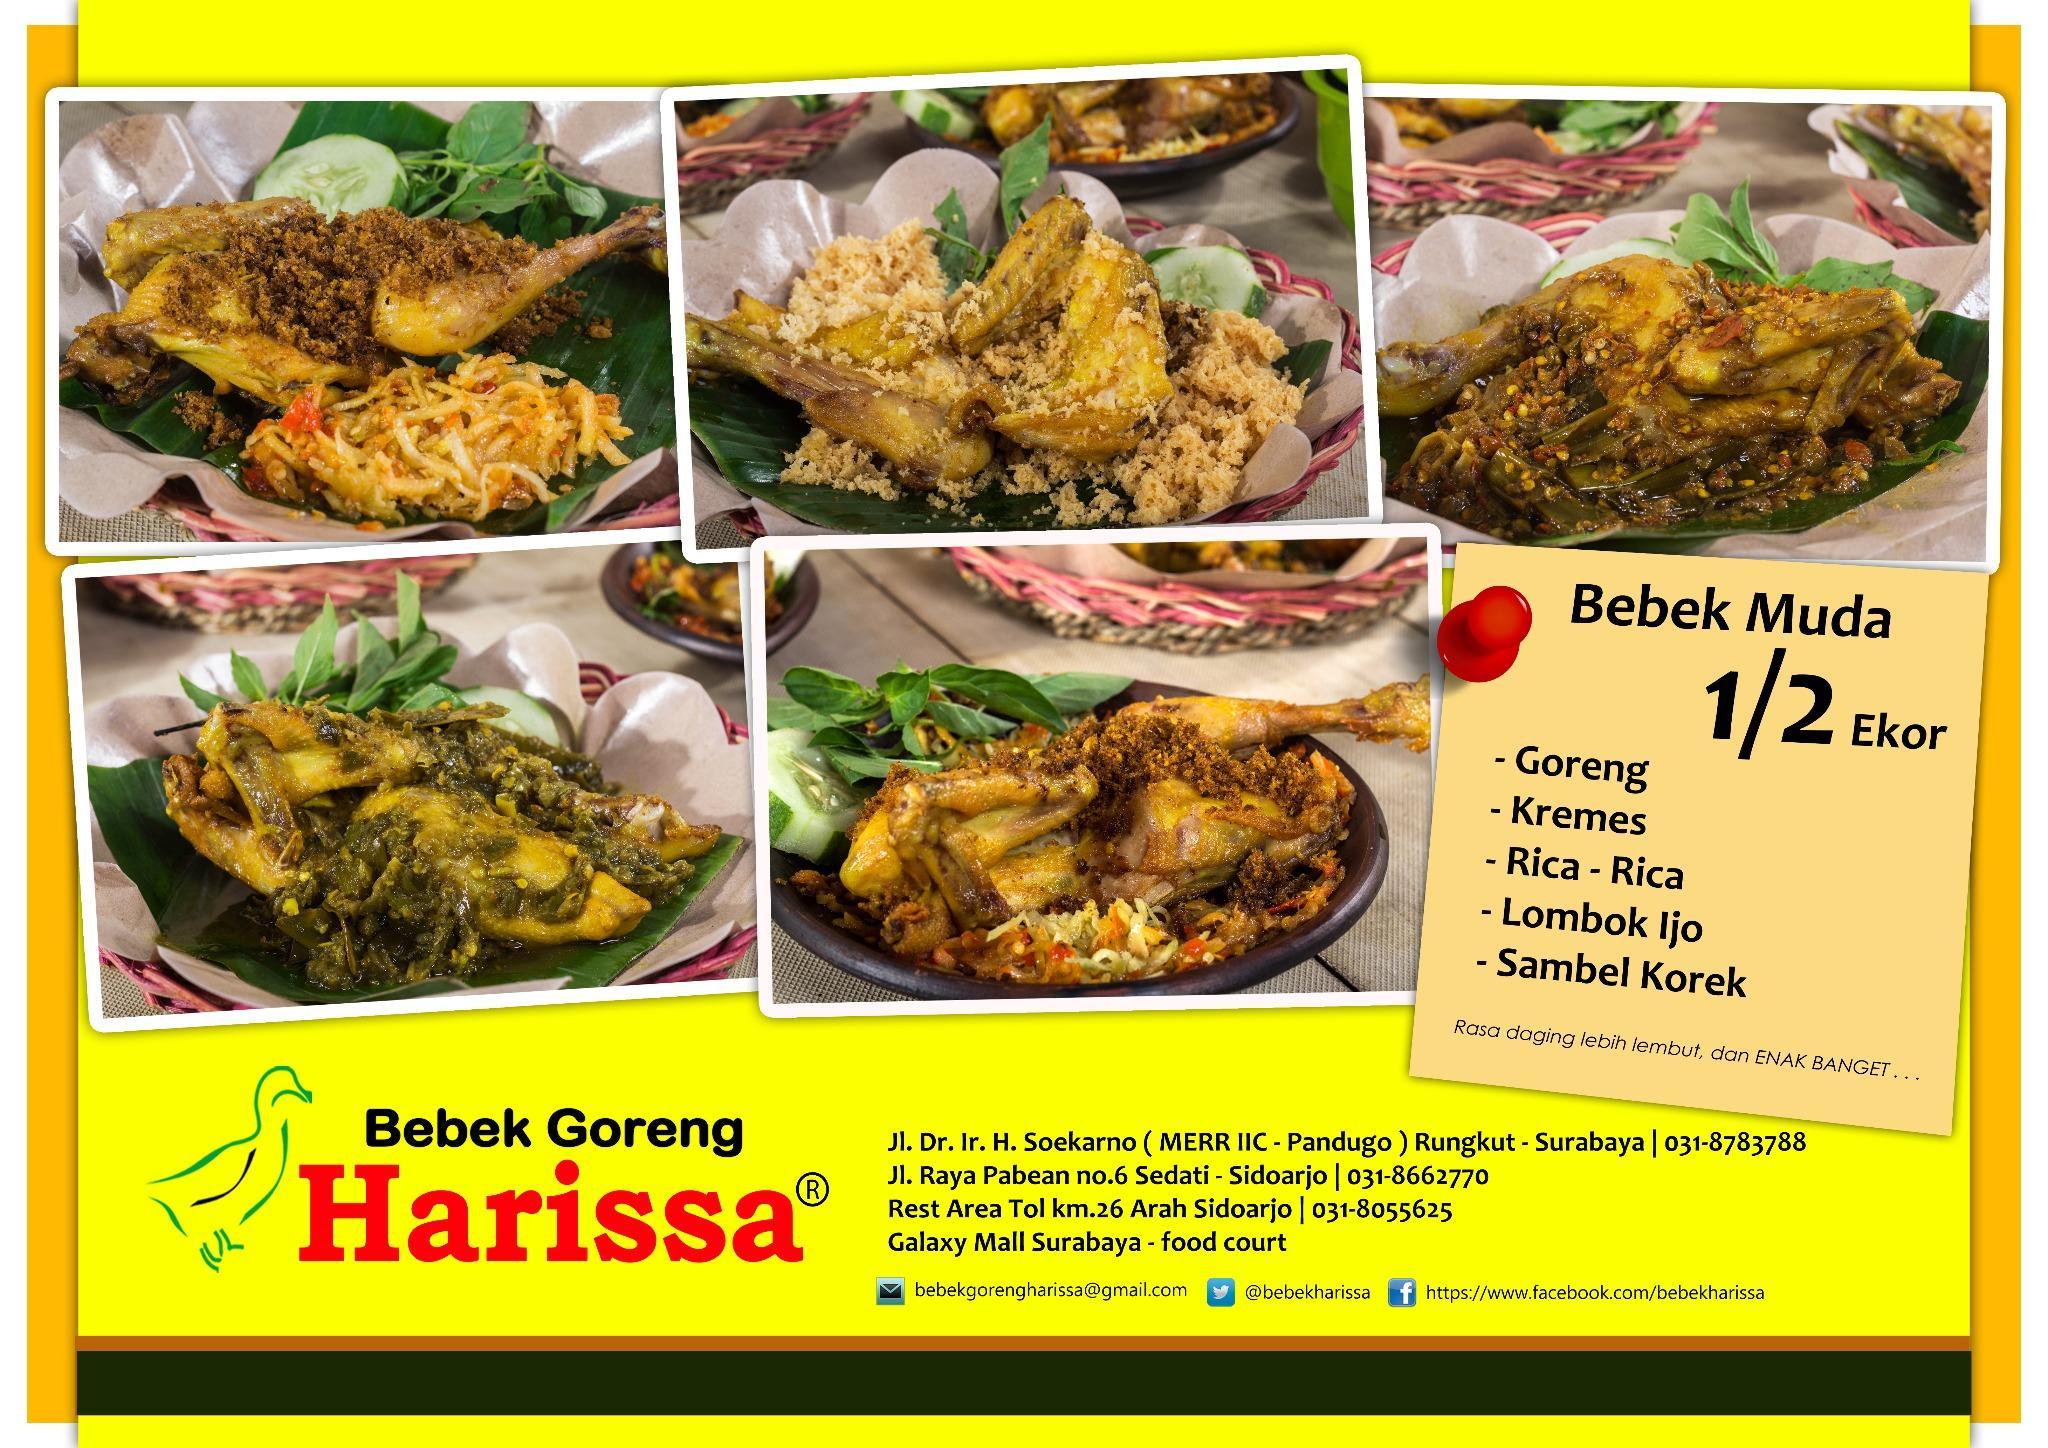 Bebek Muda
1/2 Ekor
- Goreng
- Kremes
- Rica - Rica
- Lombok Ijo
- Sambel Korek
Rasa daging lebih lembut, dan ENAK BANGET . . .
Bebek Goreng
Harissa®
Jl. Dr. Ir. H. Soekarno ( MERR IIC - Pandugo ) Rungkut - Surabaya | 031-8783788
Jl. Raya Pabean no.6 Sedati - Sidoarjo | 031-8662770
Rest Area Tol km.26 Arah Sidoarjo | 031-8055625
Galaxy Mall Surabaya - food court
bebekgorengharissa@gmail.com @bebekharissa https://www.facebook.com/bebekharissa